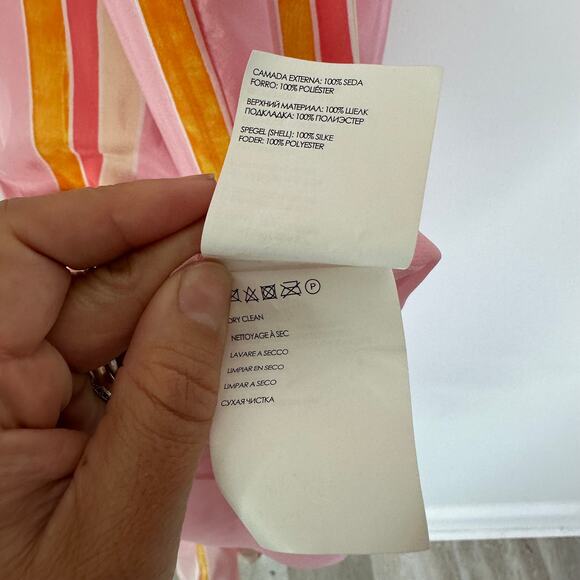 CAMADA EXTERNA: 100% SEDA
FORRO: 100% POLIÉSTER
ВЕРХНИЙ МАТЕРИАЛ: 100% ШЕЛК
ПОДКЛАДКА: 100% ПОЛИЭСТЕР
SPEGEL (SHELL): 100% SILKE
FODER: 100% POLYESTER
P
DRY CLEAN
NETTOYAGE À SEC
LAVARE A SECCO
LIMPIAR EN SECO
LIMPAR A SECO
СУХАЯ ЧИСТКА